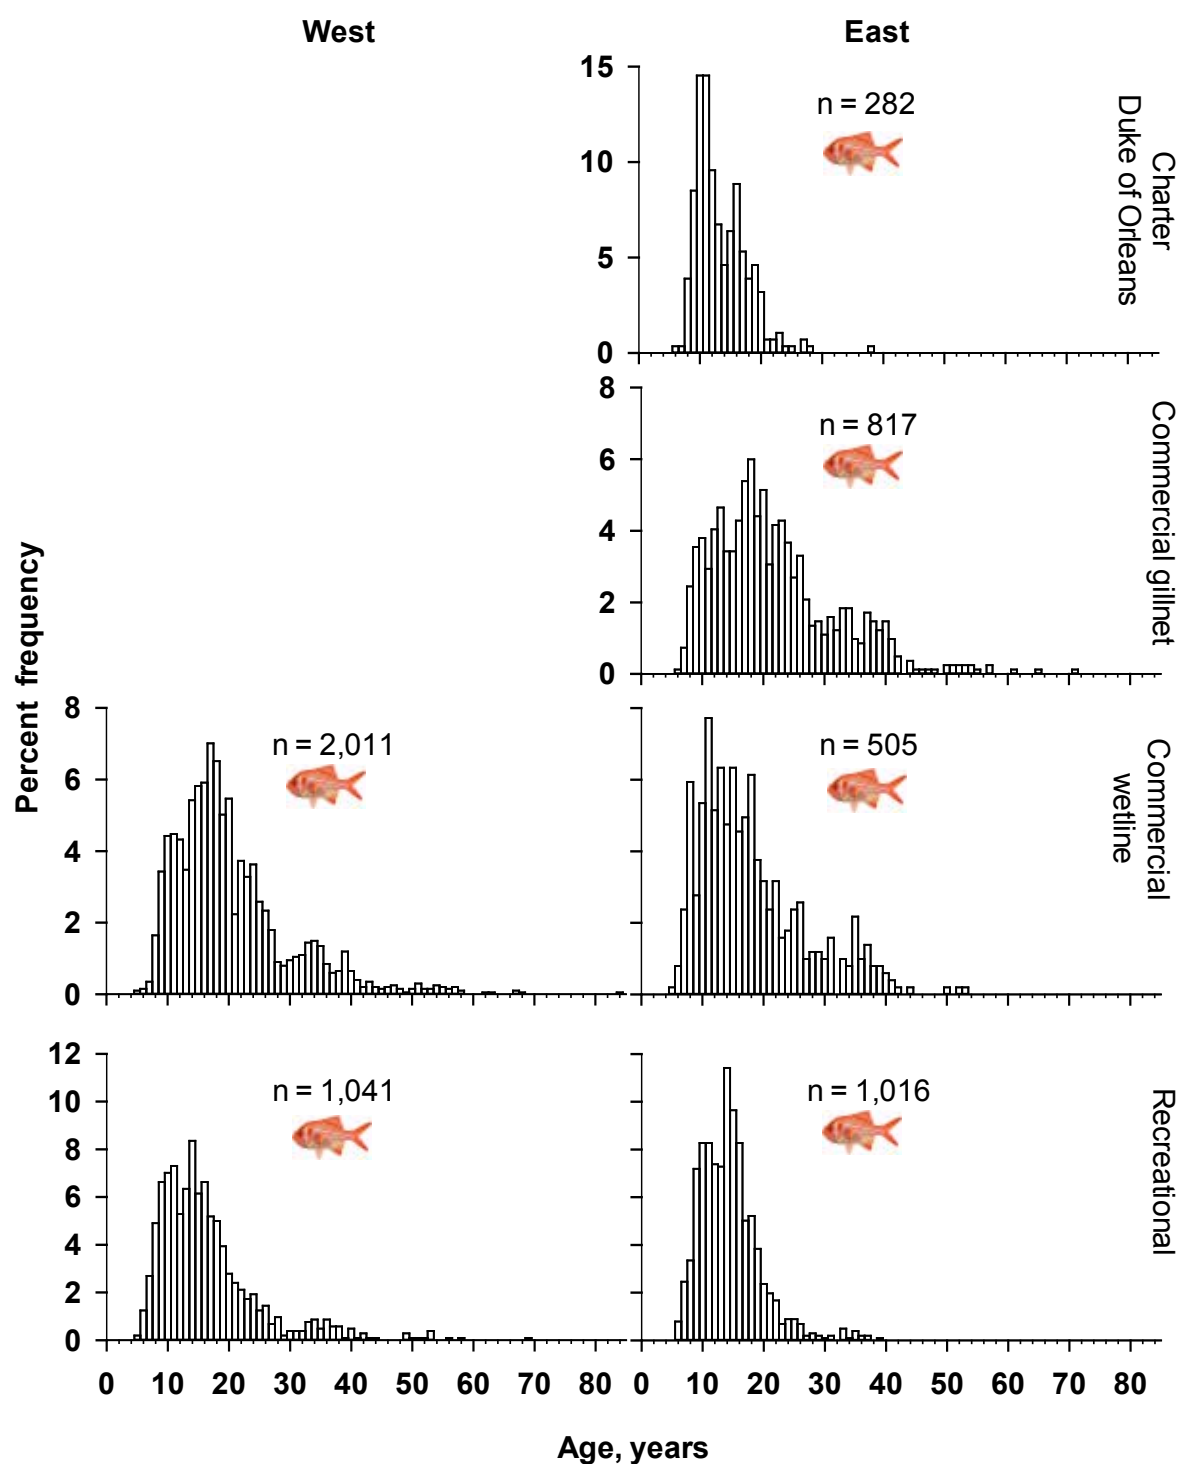 West
East
15
10
5
0
n = 282
Charter
Duke of Orleans
8
6
4
2
0
n = 817
Commercial gillnet
Percent frequency
8
6
4
2
0
n = 2,011
n = 505
Commercial
wetline
12
10
8
6
4
2
0
n = 1,041
n = 1,016
Recreational
0 10 20 30 40 50 60 70 80
0 10 20 30 40 50 60 70 80
Age, years